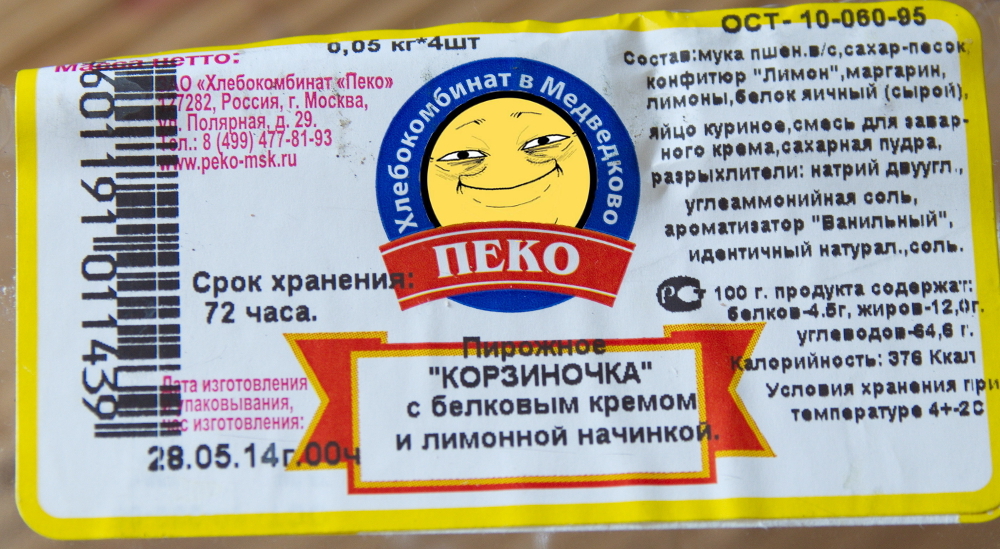 ОСТ- 10-060-95
0,05 кг*4шт
Масса нетто:
ОАО «Хлебокомбинат «Пеко»
127282, Россия, г. Москва,
ул. Полярная, д. 29.
Тел.: 8 (499) 477-81-93
www.peko-msk.ru
Хлебокомбинат в Медведково
ПЕКО
Состав:мука пшен.в/с,сахар-песок,
конфитюр "Лимон",маргарин,
лимоны,белок яичный (сырой),
яйцо куриное,смесь для завар-
ного крема,сахарная пудра,
разрыхлители: натрий двуугл.,
углеаммонийная соль,
ароматизатор "Ванильный",
идентичный натурал.,соль.
Срок хранения:
72 часа.
РСТ 100 г. продукта содержат:
белков-4.5г, жиров-12,0г.
углеводов-64,6 г.
Калорийность: 376 Ккал
Условия хранения при
температуре 4+-2С
Пирожное
"КОРЗИНОЧКА"
с белковым кремом
и лимонной начинкой.
Дата изготовления
упаковывания,
час изготовления:
28.05.14г.00ч